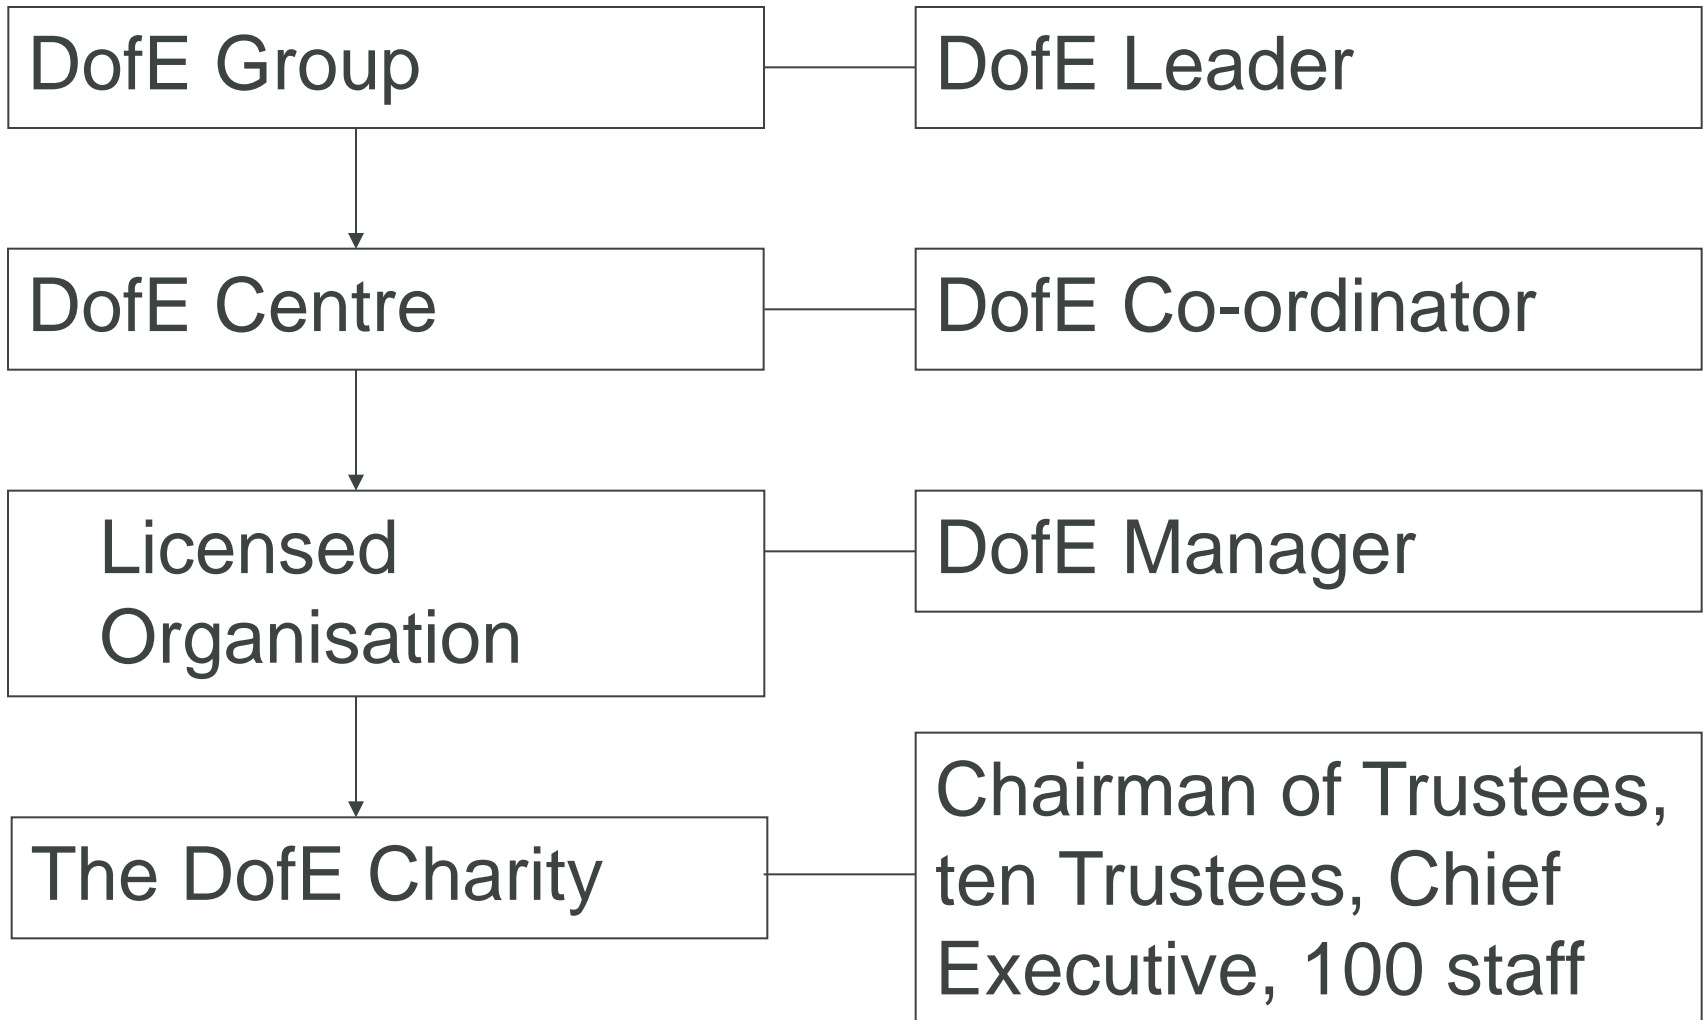 DofE Group
DofE Leader
DofE Centre
DofE Co-ordinator
Licensed
Organisation
DofE Manager
The DofE Charity
Chairman of Trustees,
ten Trustees, Chief
Executive, 100 staff